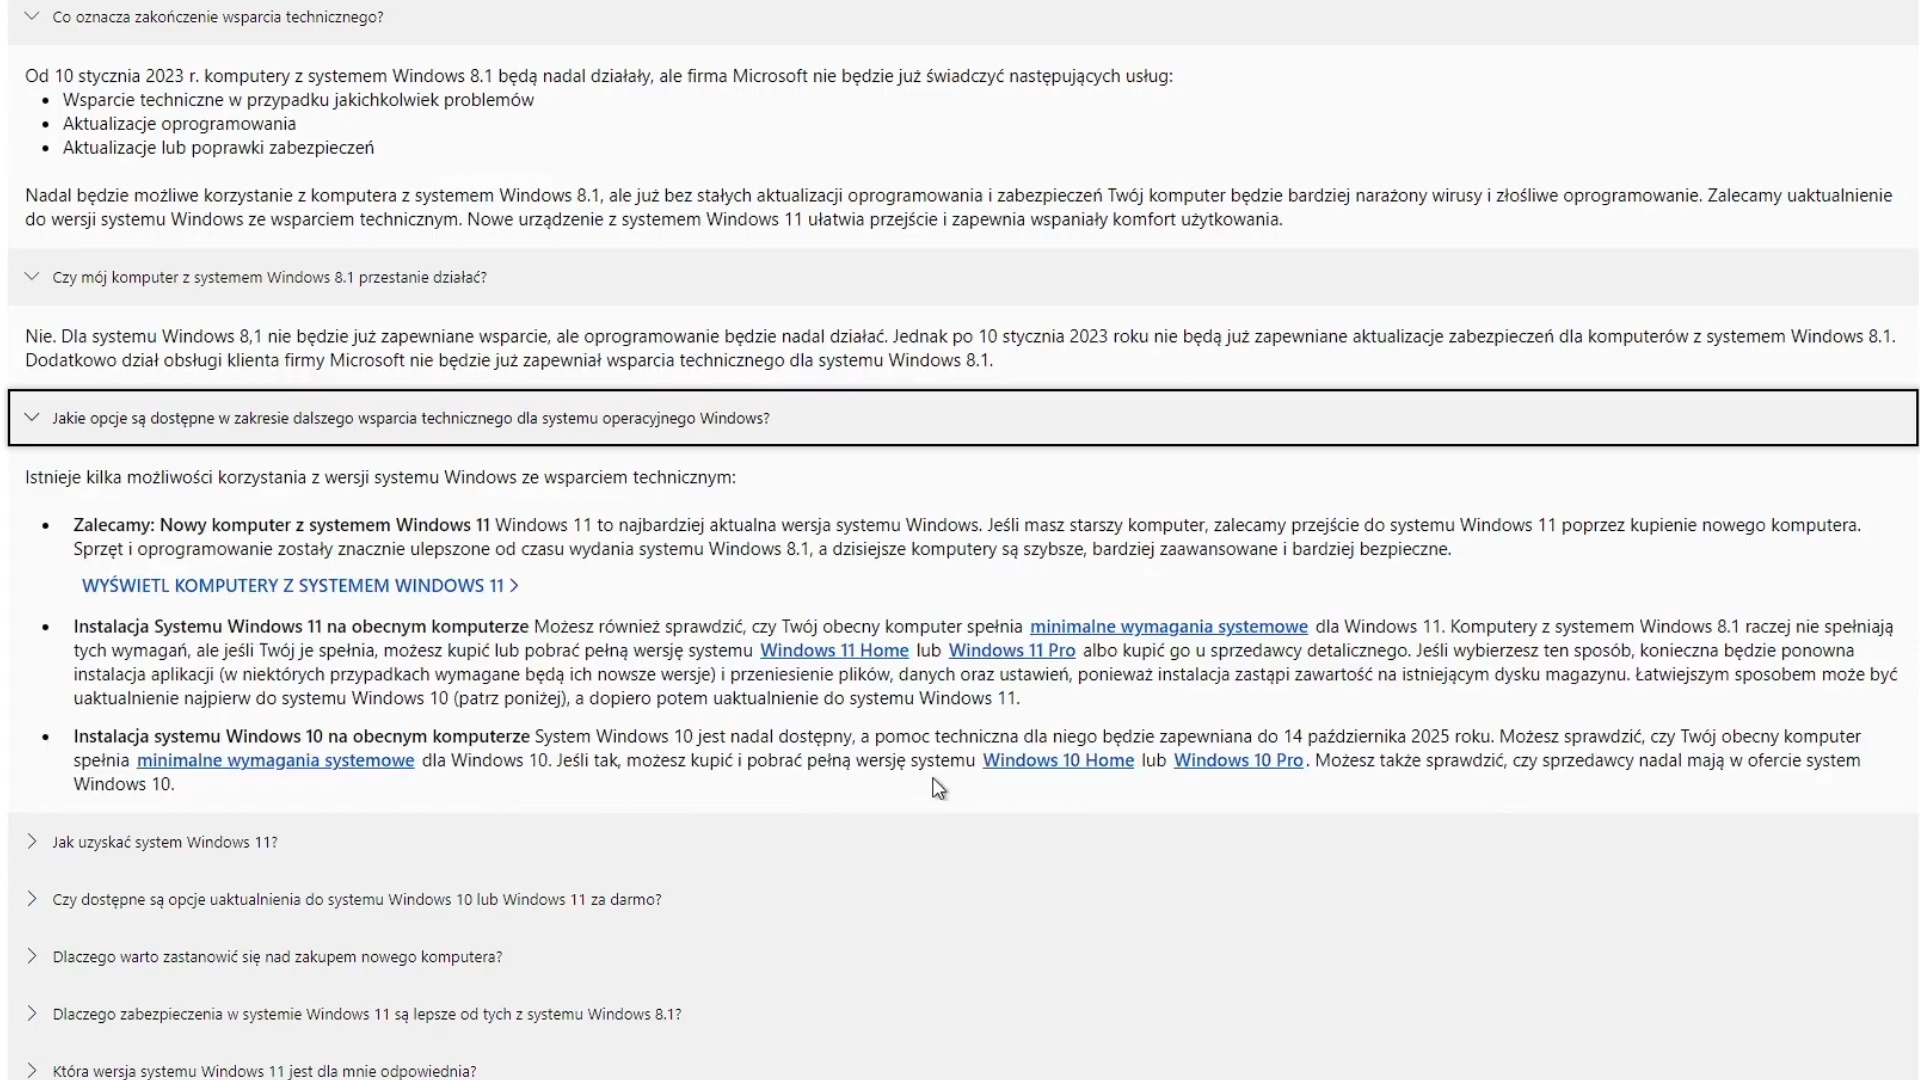 Co oznacza zakończenie wsparcia technicznego?
Od 10 stycznia 2023 r. komputery z systemem Windows 8.1 będą nadal działały, ale firma Microsoft nie będzie już świadczyć następujących usług:
• Wsparcie techniczne w przypadku jakichkolwiek problemów
• Aktualizacje oprogramowania
• Aktualizacje lub poprawki zabezpieczeń
Nadal będzie możliwe korzystanie z komputera z systemem Windows 8.1, ale już bez stałych aktualizacji oprogramowania i zabezpieczeń Twój komputer będzie bardziej narażony wirusy i złośliwe oprogramowanie. Zalecamy uaktualnienie
do wersji systemu Windows ze wsparciem technicznym. Nowe urządzenie z systemem Windows 11 ułatwia przejście i zapewnia wspaniały komfort użytkowania.
Czy mój komputer z systemem Windows 8.1 przestanie działać?
Nie. Dla systemu Windows 8,1 nie będzie już zapewniane wsparcie, ale oprogramowanie będzie nadal działać. Jednak po 10 stycznia 2023 roku nie będą już zapewniane aktualizacje zabezpieczeń dla komputerów z systemem Windows 8.1.
Dodatkowo dział obsługi klienta firmy Microsoft nie będzie już zapewniał wsparcia technicznego dla systemu Windows 8.1.
Jakie opcje są dostępne w zakresie dalszego wsparcia technicznego dla systemu operacyjnego Windows?
Istnieje kilka możliwości korzystania z wersji systemu Windows ze wsparciem technicznym:
• Zalecamy: Nowy komputer z systemem Windows 11 Windows 11 to najbardziej aktualna wersja systemu Windows. Jeśli masz starszy komputer, zalecamy przejście do systemu Windows 11 poprzez kupienie nowego komputera.
Sprzęt i oprogramowanie zostały znacznie ulepszone od czasu wydania systemu Windows 8.1, a dzisiejsze komputery są szybsze, bardziej zaawansowane i bardziej bezpieczne.
WYŚWIETL KOMPUTERY Z SYSTEMEM WINDOWS 11 >
• Instalacja Systemu Windows 11 na obecnym komputerze Możesz również sprawdzić, czy Twój obecny komputer spełnia minimalne wymagania systemowe dla Windows 11. Komputery z systemem Windows 8.1 raczej nie spełniają
tych wymagań, ale jeśli Twój je spełnia, możesz kupić lub pobrać pełną wersję systemu Windows 11 Home lub Windows 11 Pro albo kupić go u sprzedawcy detalicznego. Jeśli wybierzesz ten sposób, konieczna będzie ponowna
instalacja aplikacji (w niektórych przypadkach wymagane będą ich nowsze wersje) i przeniesienie plików, danych oraz ustawień, ponieważ instalacja zastąpi zawartość na istniejącym dysku magazynu. Łatwiejszym sposobem może być
uaktualnienie najpierw do systemu Windows 10 (patrz poniżej), a dopiero potem uaktualnienie do systemu Windows 11.
• Instalacja systemu Windows 10 na obecnym komputerze System Windows 10 jest nadal dostępny, a pomoc techniczna dla niego będzie zapewniana do 14 października 2025 roku. Możesz sprawdzić, czy Twój obecny komputer
spełnia minimalne wymagania systemowe dla Windows 10. Jeśli tak, możesz kupić i pobrać pełną wersję systemu Windows 10 Home lub Windows 10 Pro. Możesz także sprawdzić, czy sprzedawcy nadal mają w ofercie system
Windows 10.
Jak uzyskać system Windows 11?
Czy dostępne są opcje uaktualnienia do systemu Windows 10 lub Windows 11 za darmo?
Dlaczego warto zastanowić się nad zakupem nowego komputera?
Dlaczego zabezpieczenia w systemie Windows 11 są lepsze od tych z systemu Windows 8.1?
Która wersja systemu Windows 11 jest dla mnie odpowiednia?